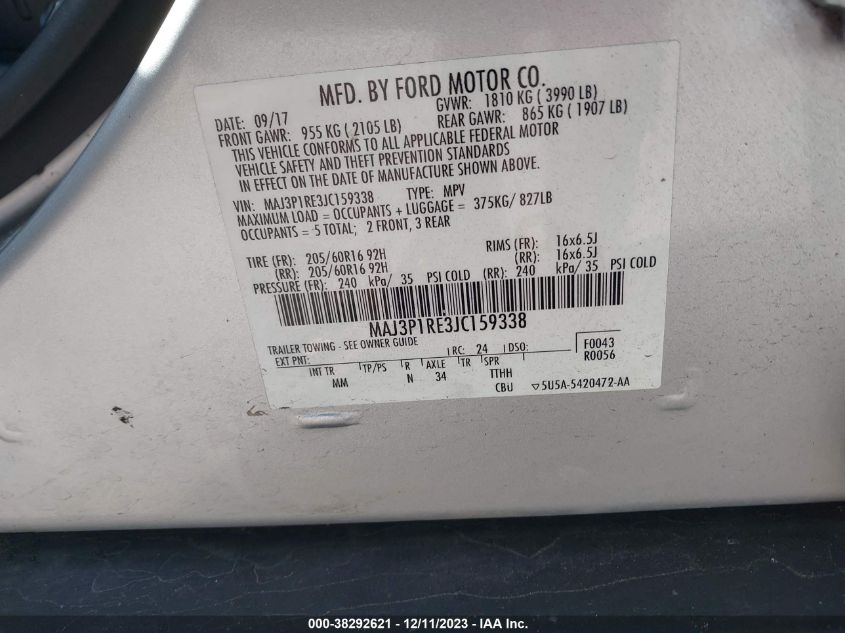 MFD. BY FORD MOTOR CO.
DATE: 09/17 GVWR: 1810 KG ( 3990 LB)
FRONT GAWR: 955 KG ( 2105 LB) REAR GAWR: 865 KG ( 1907 LB)
THIS VEHICLE CONFORMS TO ALL APPLICABLE FEDERAL MOTOR
VEHICLE SAFETY AND THEFT PREVENTION STANDARDS
IN EFFECT ON THE DATE OF MANUFACTURE SHOWN ABOVE.
VIN: MAJ3P1RE3JC159338 TYPE: MPV
MAXIMUM LOAD = OCCUPANTS + LUGGAGE = 375KG/ 827LB
OCCUPANTS = 5 TOTAL; 2 FRONT, 3 REAR
TIRE (FR): 205/60R16 92H RIMS (FR): 16x6.5J
(RR): 205/60R16 92H (RR): 16x6.5J
PRESSURE (FR): 240 kPa/ 35 PSI COLD (RR): 240 kPa/ 35 PSI COLD
MAJ3P1RE3JC159338
TRAILER TOWING - SEE OWNER GUIDE
EXT PNT: RC: 24 DSO: F0043
R0056
INT TR TP/PS R AXLE TR SPR
MM N 34 TTHH
CBU 5U5A-5420472-AA
000-38292621 - 12/11/2023 - IAAI.com